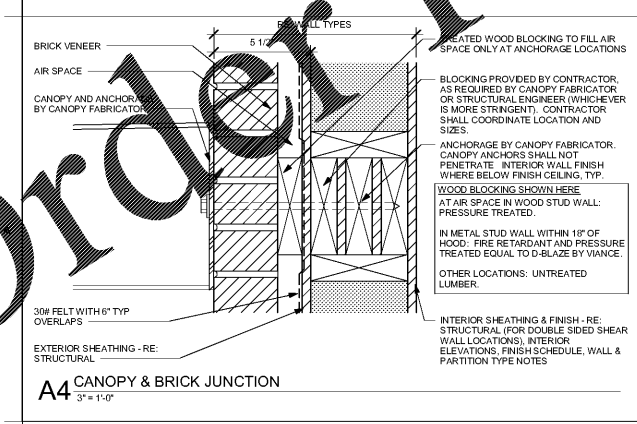 RE: WALL TYPES
5 1/2"
BRICK VENEER
AIR SPACE
CANOPY AND ANCHORAGE
BY CANOPY FABRICATOR
30# FELT WITH 6" TYP
OVERLAPS
EXTERIOR SHEATHING - RE:
STRUCTURAL
TREATED WOOD BLOCKING TO FILL AIR
SPACE ONLY AT ANCHORAGE LOCATIONS
BLOCKING PROVIDED BY CONTRACTOR,
AS REQUIRED BY CANOPY FABRICATOR
OR STRUCTURAL ENGINEER (WHICHEVER
IS MORE STRINGENT). CONTRACTOR
SHALL COORDINATE LOCATION AND
SIZES.
ANCHORAGE BY CANOPY FABRICATOR.
CANOPY ANCHORS SHALL NOT
PENETRATE INTERIOR WALL FINISH
WHERE BELOW FINISH CEILING, TYP.
WOOD BLOCKING SHOWN HERE
AT AIR SPACE IN WOOD STUD WALL:
PRESSURE TREATED.
IN METAL STUD WALL WITHIN 18" OF
HOOD: FIRE RETARDANT AND PRESSURE
TREATED EQUAL TO D-BLAZE BY VIANCE.
OTHER LOCATIONS: UNTREATED
LUMBER.
INTERIOR SHEATHING & FINISH - RE:
STRUCTURAL (FOR DOUBLE SIDED SHEAR
WALL LOCATIONS), INTERIOR
ELEVATIONS, FINISH SCHEDULE, WALL &
PARTITION TYPE NOTES
A4 CANOPY & BRICK JUNCTION
3" = 1'-0"
order